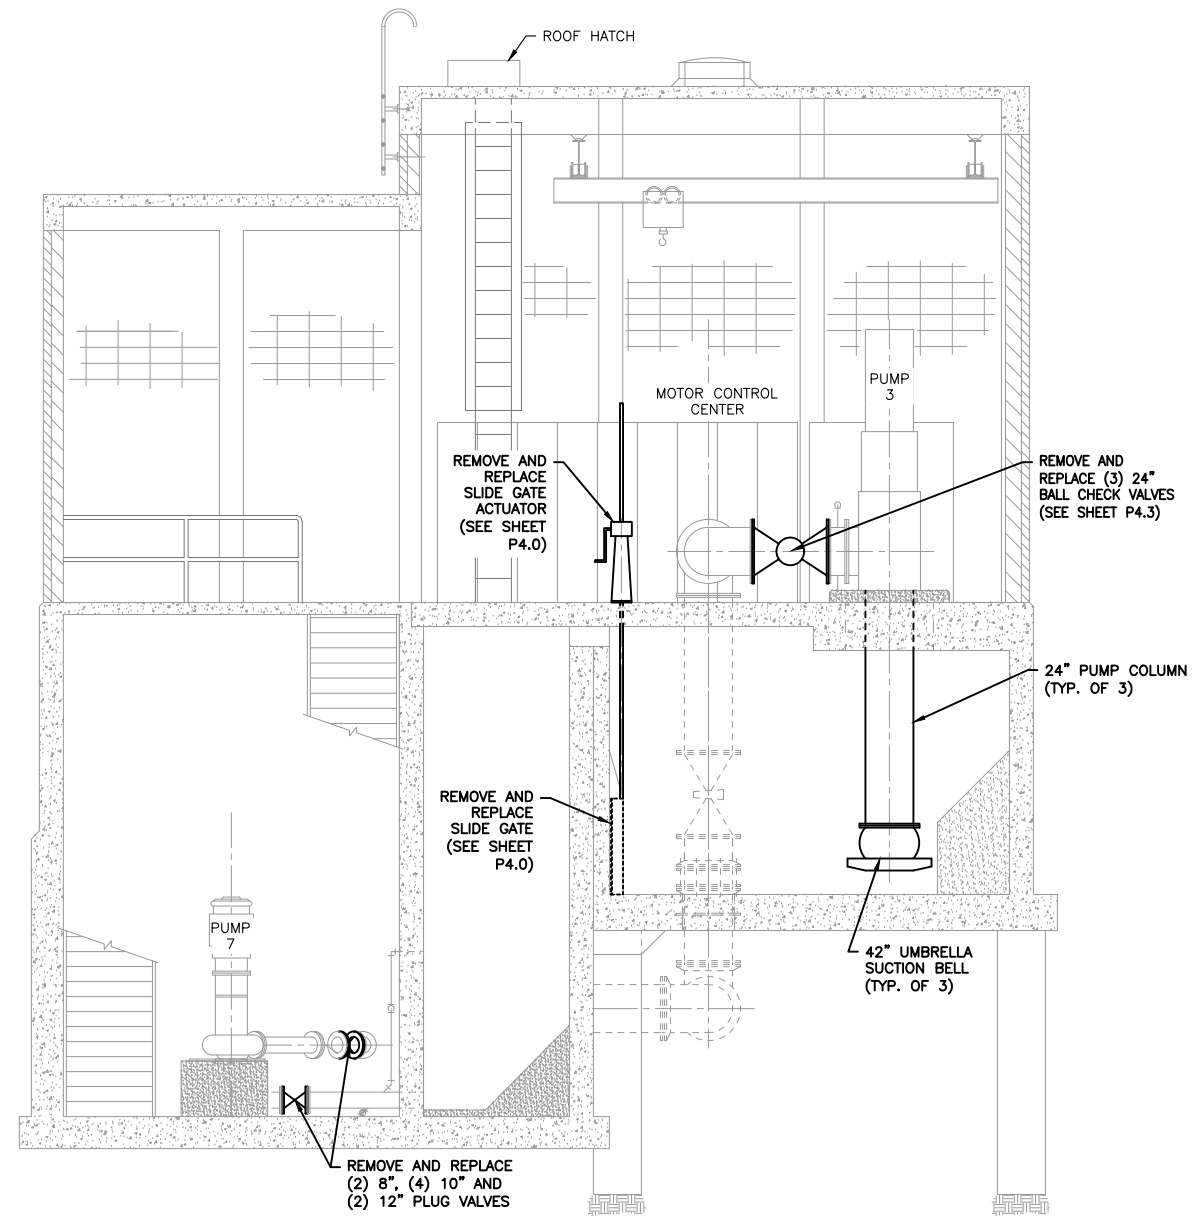 ROOF HATCH
PUMP
3
MOTOR CONTROL
CENTER
REMOVE AND
REPLACE
SLIDE GATE
ACTUATOR
(SEE SHEET
P4.0)
REMOVE AND
REPLACE (3) 24"
BALL CHECK VALVES
(SEE SHEET P4.3)
24" PUMP COLUMN
(TYP. OF 3)
REMOVE AND
REPLACE
SLIDE GATE
(SEE SHEET
P4.0)
PUMP
7
42" UMBRELLA
SUCTION BELL
(TYP. OF 3)
REMOVE AND REPLACE
(2) 8", (4) 10" AND
(2) 12" PLUG VALVES